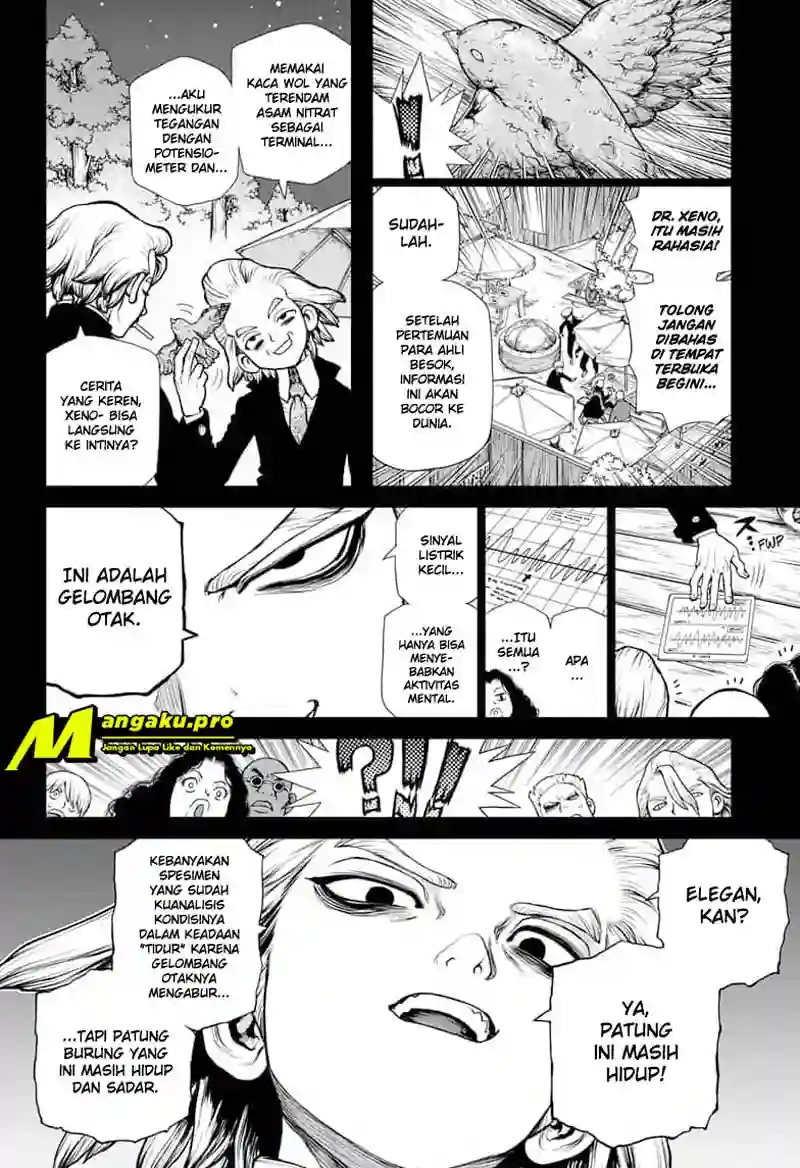 DR. XENO,
ITU MASIH
RAHASIA!
TOLONG
JANGAN
DIBAHAS
DI TEMPAT
TERBUKA
BEGINI...
SUDAH-
LAH.
SETELAH
PERTEMUAN
PARA AHLI
BESOK,
INFORMASI
INI AKAN
BOCOR KE
DUNIA.
!
MEMAKAI
KACA WOL YANG
TERENDAM
ASAM NITRAT
SEBAGAI
TERMINAL...
...AKU
MENGUKUR
TEGANGAN
DENGAN
POTENSIO-
METER DAN...
CERITA
YANG KEREN,
XENO- BISA
LANGSUNG
KE INTINYA?
ス
FWP
APA
...
...ITU
SEMUA
...?
SINYAL
LISTRIK
KECIL...
...YANG
HANYA BISA
MENYE-
BABKAN
AKTIVITAS
MENTAL.
INI ADALAH
GELOMBANG
OTAK.
Mangaku.pro
Jangan Lupa Like dan Komennya
?!!
ELEGAN,
KAN?
YA,
PATUNG
INI MASIH
HIDUP!
KEBANYAKAN
SPESIMEN
YANG SUDAH
KUANALISIS
KONDISINYA
DALAM KEADAAN
"TIDUR" KARENA
GELOMBANG
OTAKNYA
MENGABUR...
...TAPI PATUNG
BURUNG YANG
INI MASIH HIDUP
DAN SADAR.